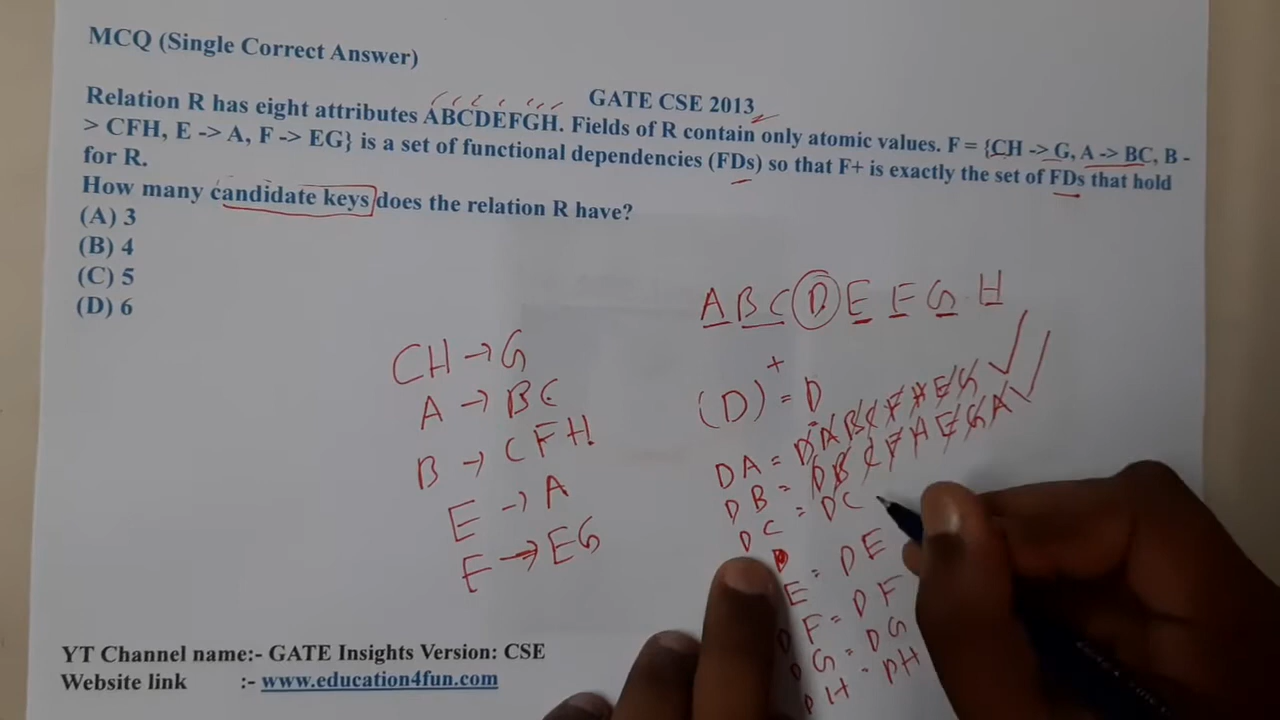 MCQ (Single Correct Answer)
GATE CSE 2013
Relation R has eight attributes ABCDEFGH. Fields of R contain only atomic values. F = {CH -> G, A -> BC, B -
> CFH, E -> A, F -> EG} is a set of functional dependencies (FDs) so that F+ is exactly the set of FDs that hold
for R.
How many candidate keys does the relation R have?
(A) 3
(B) 4
(C) 5
(D) 6
A B C D E F G H
CH → G
A → BC
B → CFH
E → A
F → EG
(D)+ = D
DA = DABCFHEG
DB = DBCFHEGA
DC = DC
DE = DE
DF = DF
DG = DG
DH = DH
YT Channel name:- GATE Insights Version: CSE
Website link :- www.education4fun.com